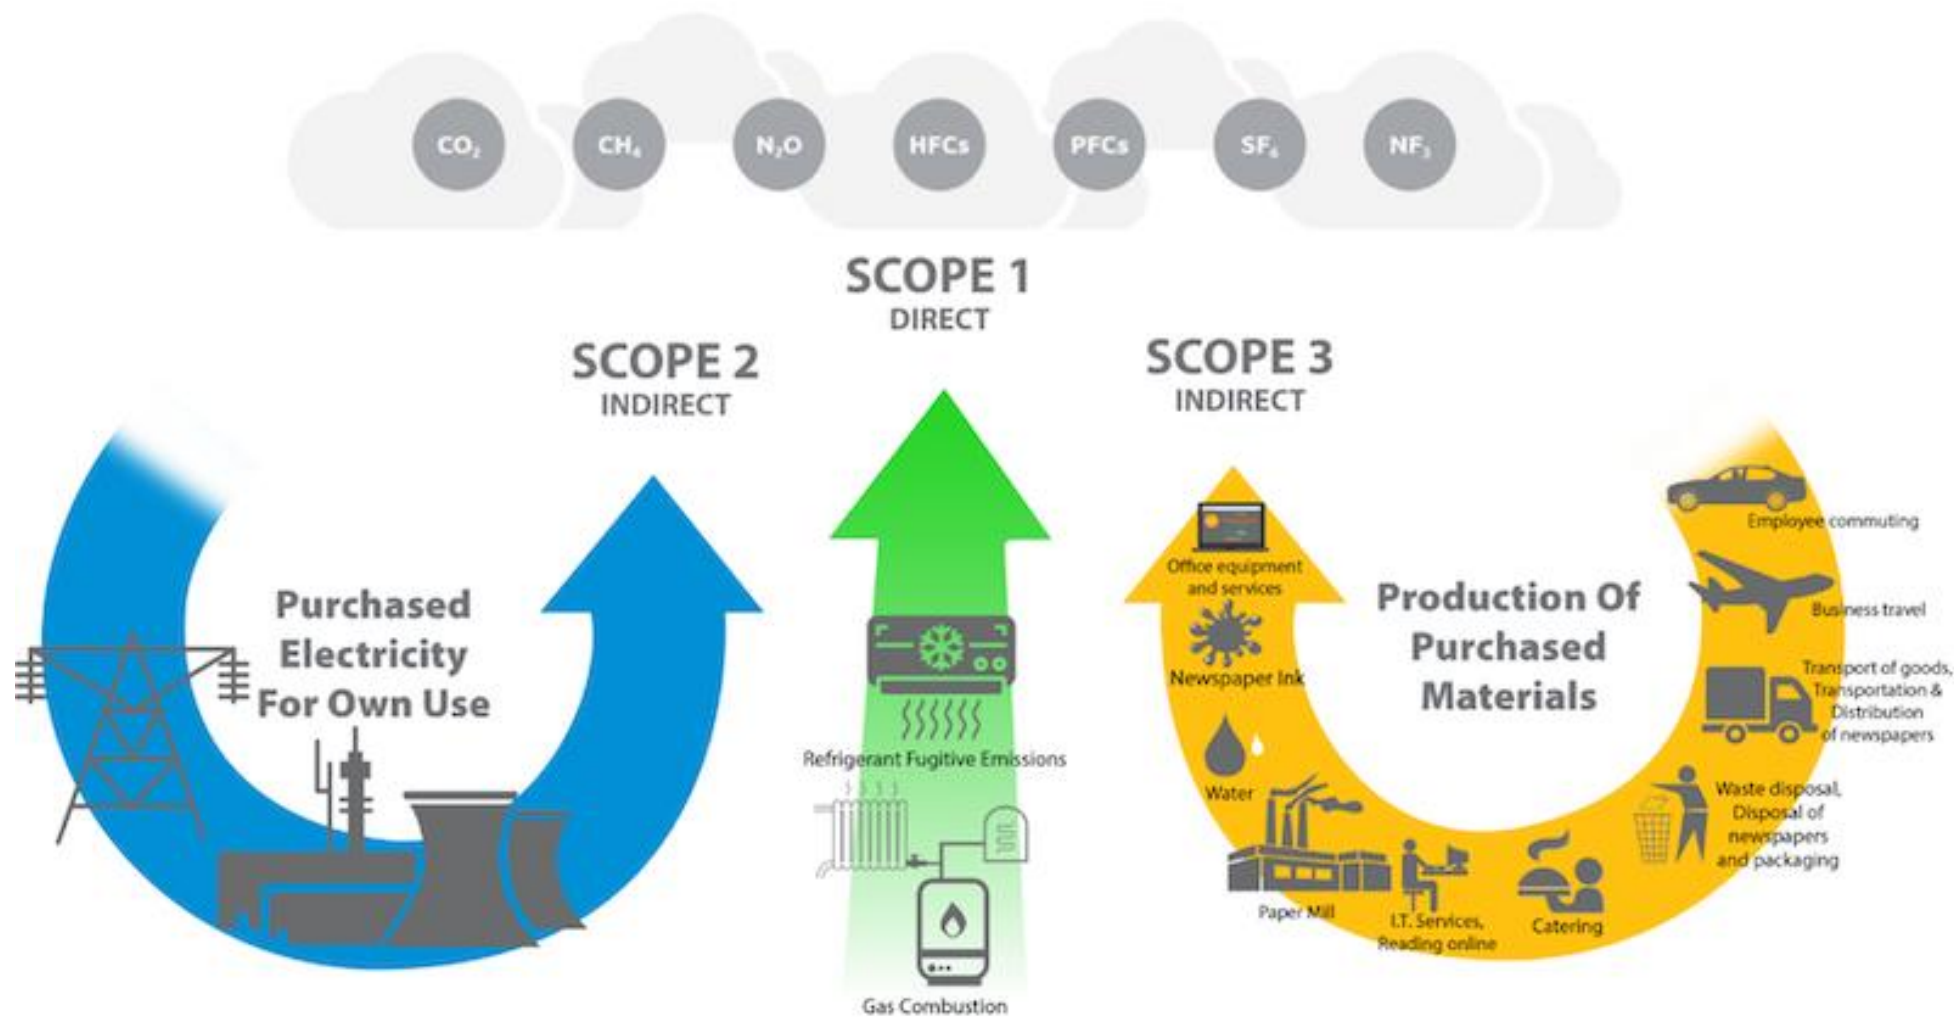 CO₂
CH₄
N₂O
HFCs
PFCs
SF₆
NF₃
SCOPE 1
DIRECT
SCOPE 2
INDIRECT
SCOPE 3
INDIRECT
Purchased
Electricity
For Own Use
Refrigerant Fugitive Emissions
Gas Combustion
Office equipment
and services
Newspaper Ink
Water
Paper Mill
I.T. Services,
Reading online
Catering
Production Of
Purchased
Materials
Employee commuting
Business travel
Transport of goods,
Transportation &
Distribution
of newspapers
Waste disposal,
Disposal of
newspapers
and packaging